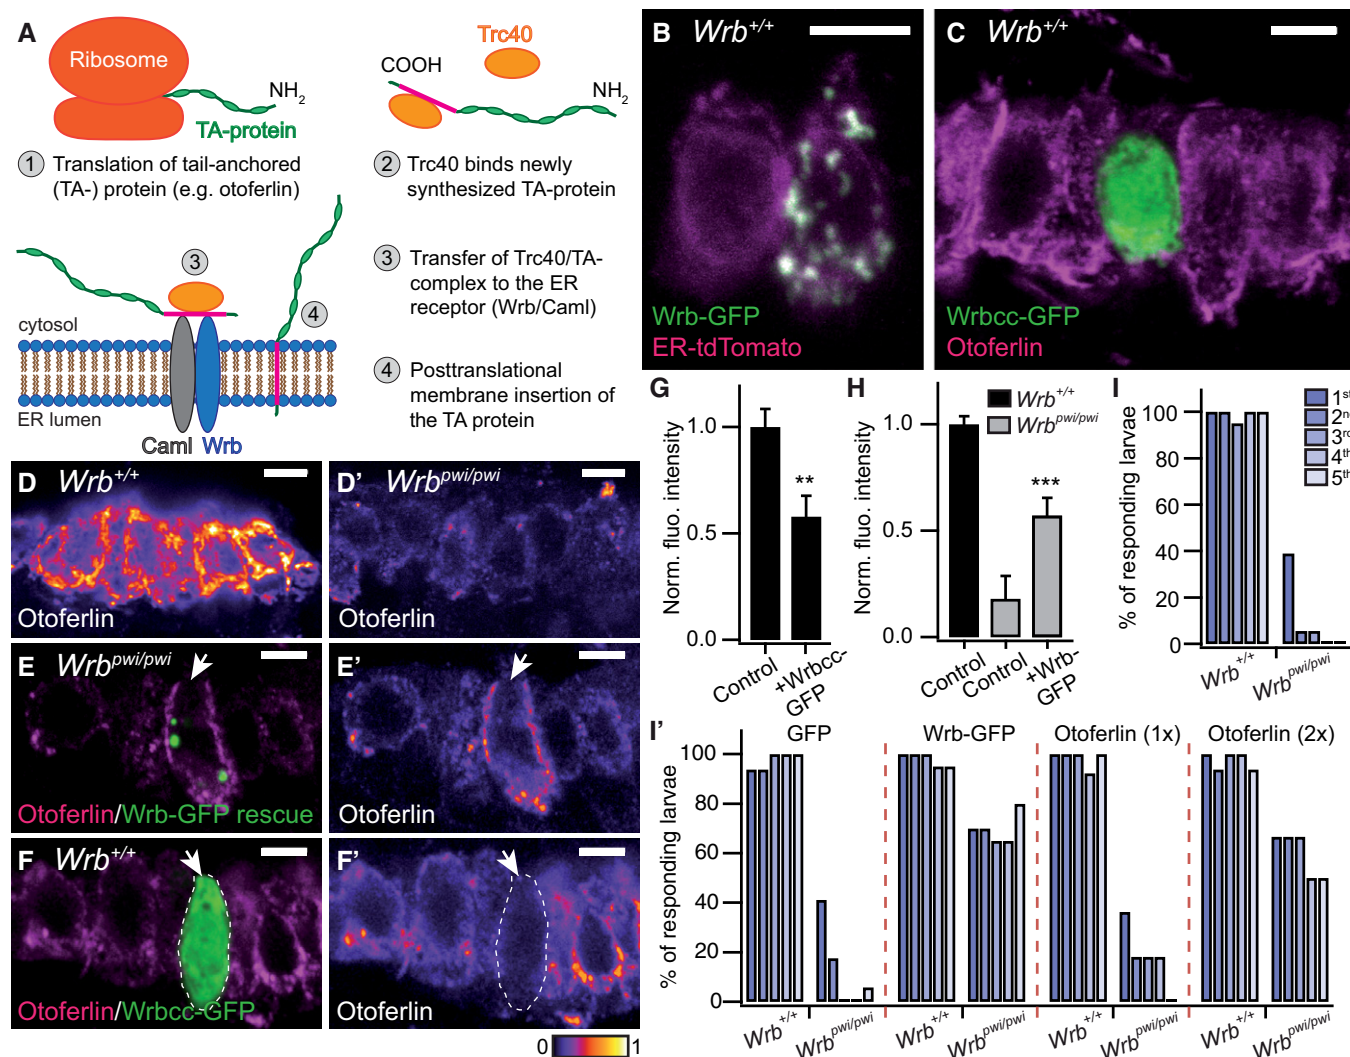 A
Ribosome
NH2
TA-protein
Trc40
COOH
NH2
1 Translation of tail-anchored
(TA-) protein (e.g. otoferlin)
2 Trc40 binds newly
synthesized TA-protein
3
4
cytosol
ER lumen
Caml Wrb
3 Transfer of Trc40/TA-
complex to the ER
receptor (Wrb/Caml)
4 Posttranslational
membrane insertion of
the TA protein
B Wrb+/+
Wrb-GFP
ER-tdTomato
C Wrb+/+
Wrbcc-GFP
Otoferlin
D Wrb+/+
Otoferlin
D' Wrbpwi/pwi
Otoferlin
E Wrbpwi/pwi
Otoferlin/Wrb-GFP rescue
E'
Otoferlin
F Wrb+/+
Otoferlin/Wrbcc-GFP
F'
Otoferlin
0 1
G
Norm. fluo. intensity
1.0
0.5
0.0
**
Control
+Wrbcc-
GFP
H
Norm. fluo. intensity
1.0
0.5
0.0
Wrb+/+
Wrbpwi/pwi
***
Control
Control
+Wrb-
GFP
I
% of responding larvae
100
80
60
40
20
0
Wrb+/+
Wrbpwi/pwi
1st
2n
3r
4th
5th
I'
% of responding larvae
100
80
60
40
20
0
GFP
Wrb-GFP
Otoferlin (1x)
Otoferlin (2x)
Wrb+/+
Wrbpwi/pwi
Wrb+/+
Wrbpwi/pwi
Wrb+/+
Wrbpwi/pwi
Wrb+/+
Wrbpwi/pwi